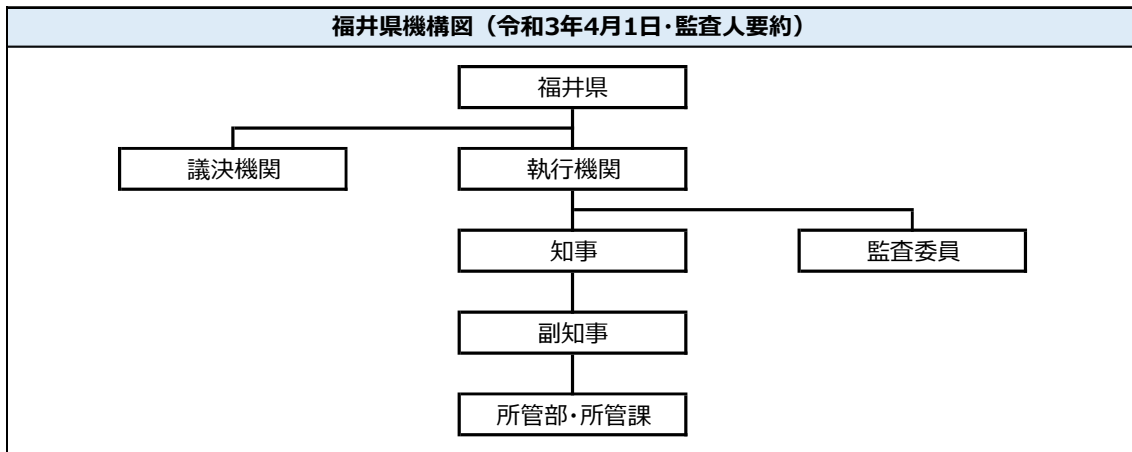 福井県機構図（令和3年4月1日・監査人要約）
福井県
議決機関
執行機関
知事
監査委員
副知事
所管部・所管課